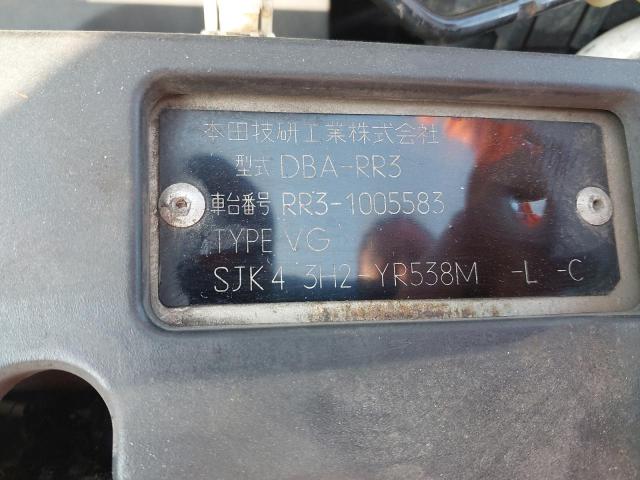 本田技研工業株式会社
型式 DBA-RR3
車台番号 RR3-1005583
TYPE VG
SJK4 3H2-YR538M -L -C